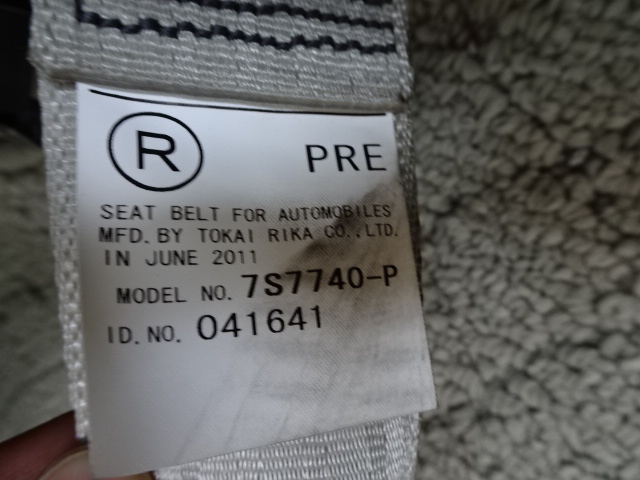 R PRE
SEAT BELT FOR AUTOMOBILES
MFD. BY TOKAI RIKA CO., LTD.
IN JUNE 2011
MODEL NO. 7S7740-P
ID. NO. 041641